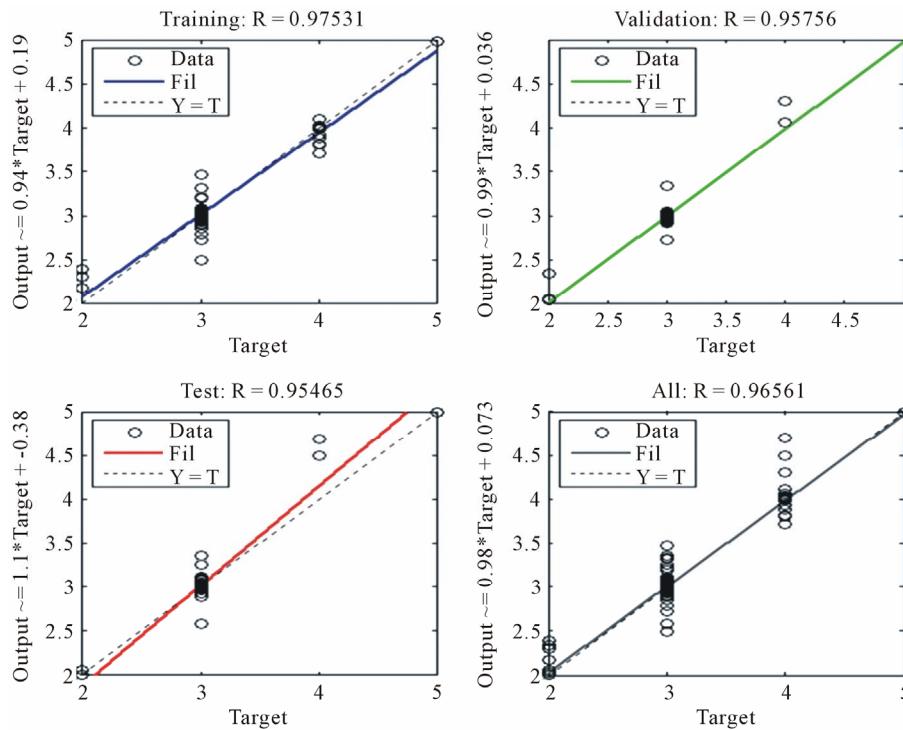 Training: R = 0.97531
Output ~= 0.94*Target + 0.19
Data
Fil
Y = T
5
4.5
4
3.5
3
2.5
2
2
3
4
5
Target
Validation: R = 0.95756
Output ~= 0.99*Target + 0.036
Data
Fil
Y = T
5
4.5
4
3.5
3
2.5
2
2
2.5
3
3.5
4
4.5
Target
Test: R = 0.95465
Output ~= 1.1*Target + -0.38
Data
Fil
Y = T
5
4.5
4
3.5
3
2.5
2
2
3
4
5
Target
All: R = 0.96561
Output ~= 0.98*Target + 0.073
Data
Fil
Y = T
5
4.5
4
3.5
3
2.5
2
2
3
4
5
Target